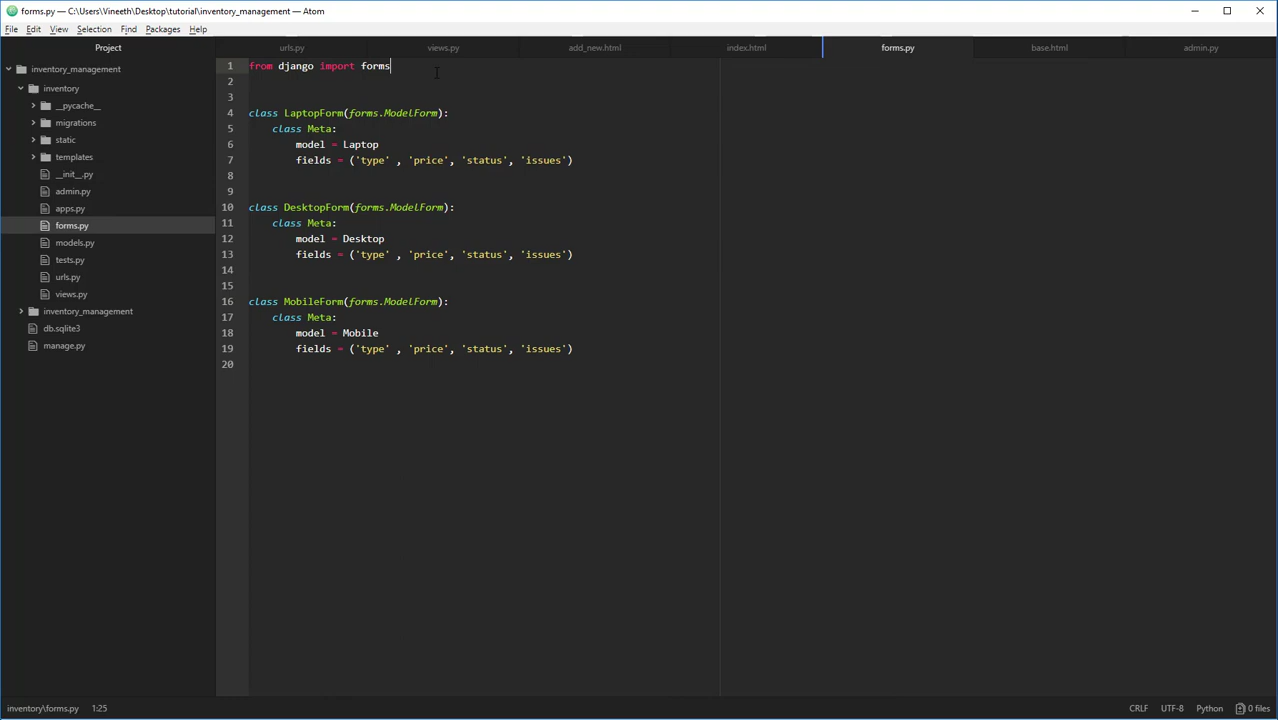 forms.py — C:\Users\Vineeth\Desktop\tutorial\inventory_management — Atom
File Edit View Selection Find Packages Help
Project
urls.py views.py add_new.html index.html forms.py base.html admin.py
inventory_management
inventory
__pycache__
migrations
static
templates
__init__.py
admin.py
apps.py
forms.py
models.py
tests.py
urls.py
views.py
inventory_management
db.sqlite3
manage.py
1 from django import forms
2
3
4 class LaptopForm(forms.ModelForm):
5 class Meta:
6 model = Laptop
7 fields = ('type' , 'price', 'status', 'issues')
8
9
10 class DesktopForm(forms.ModelForm):
11 class Meta:
12 model = Desktop
13 fields = ('type' , 'price', 'status', 'issues')
14
15
16 class MobileForm(forms.ModelForm):
17 class Meta:
18 model = Mobile
19 fields = ('type' , 'price', 'status', 'issues')
20
inventory\forms.py 1:25 CRLF UTF-8 Python 0 files